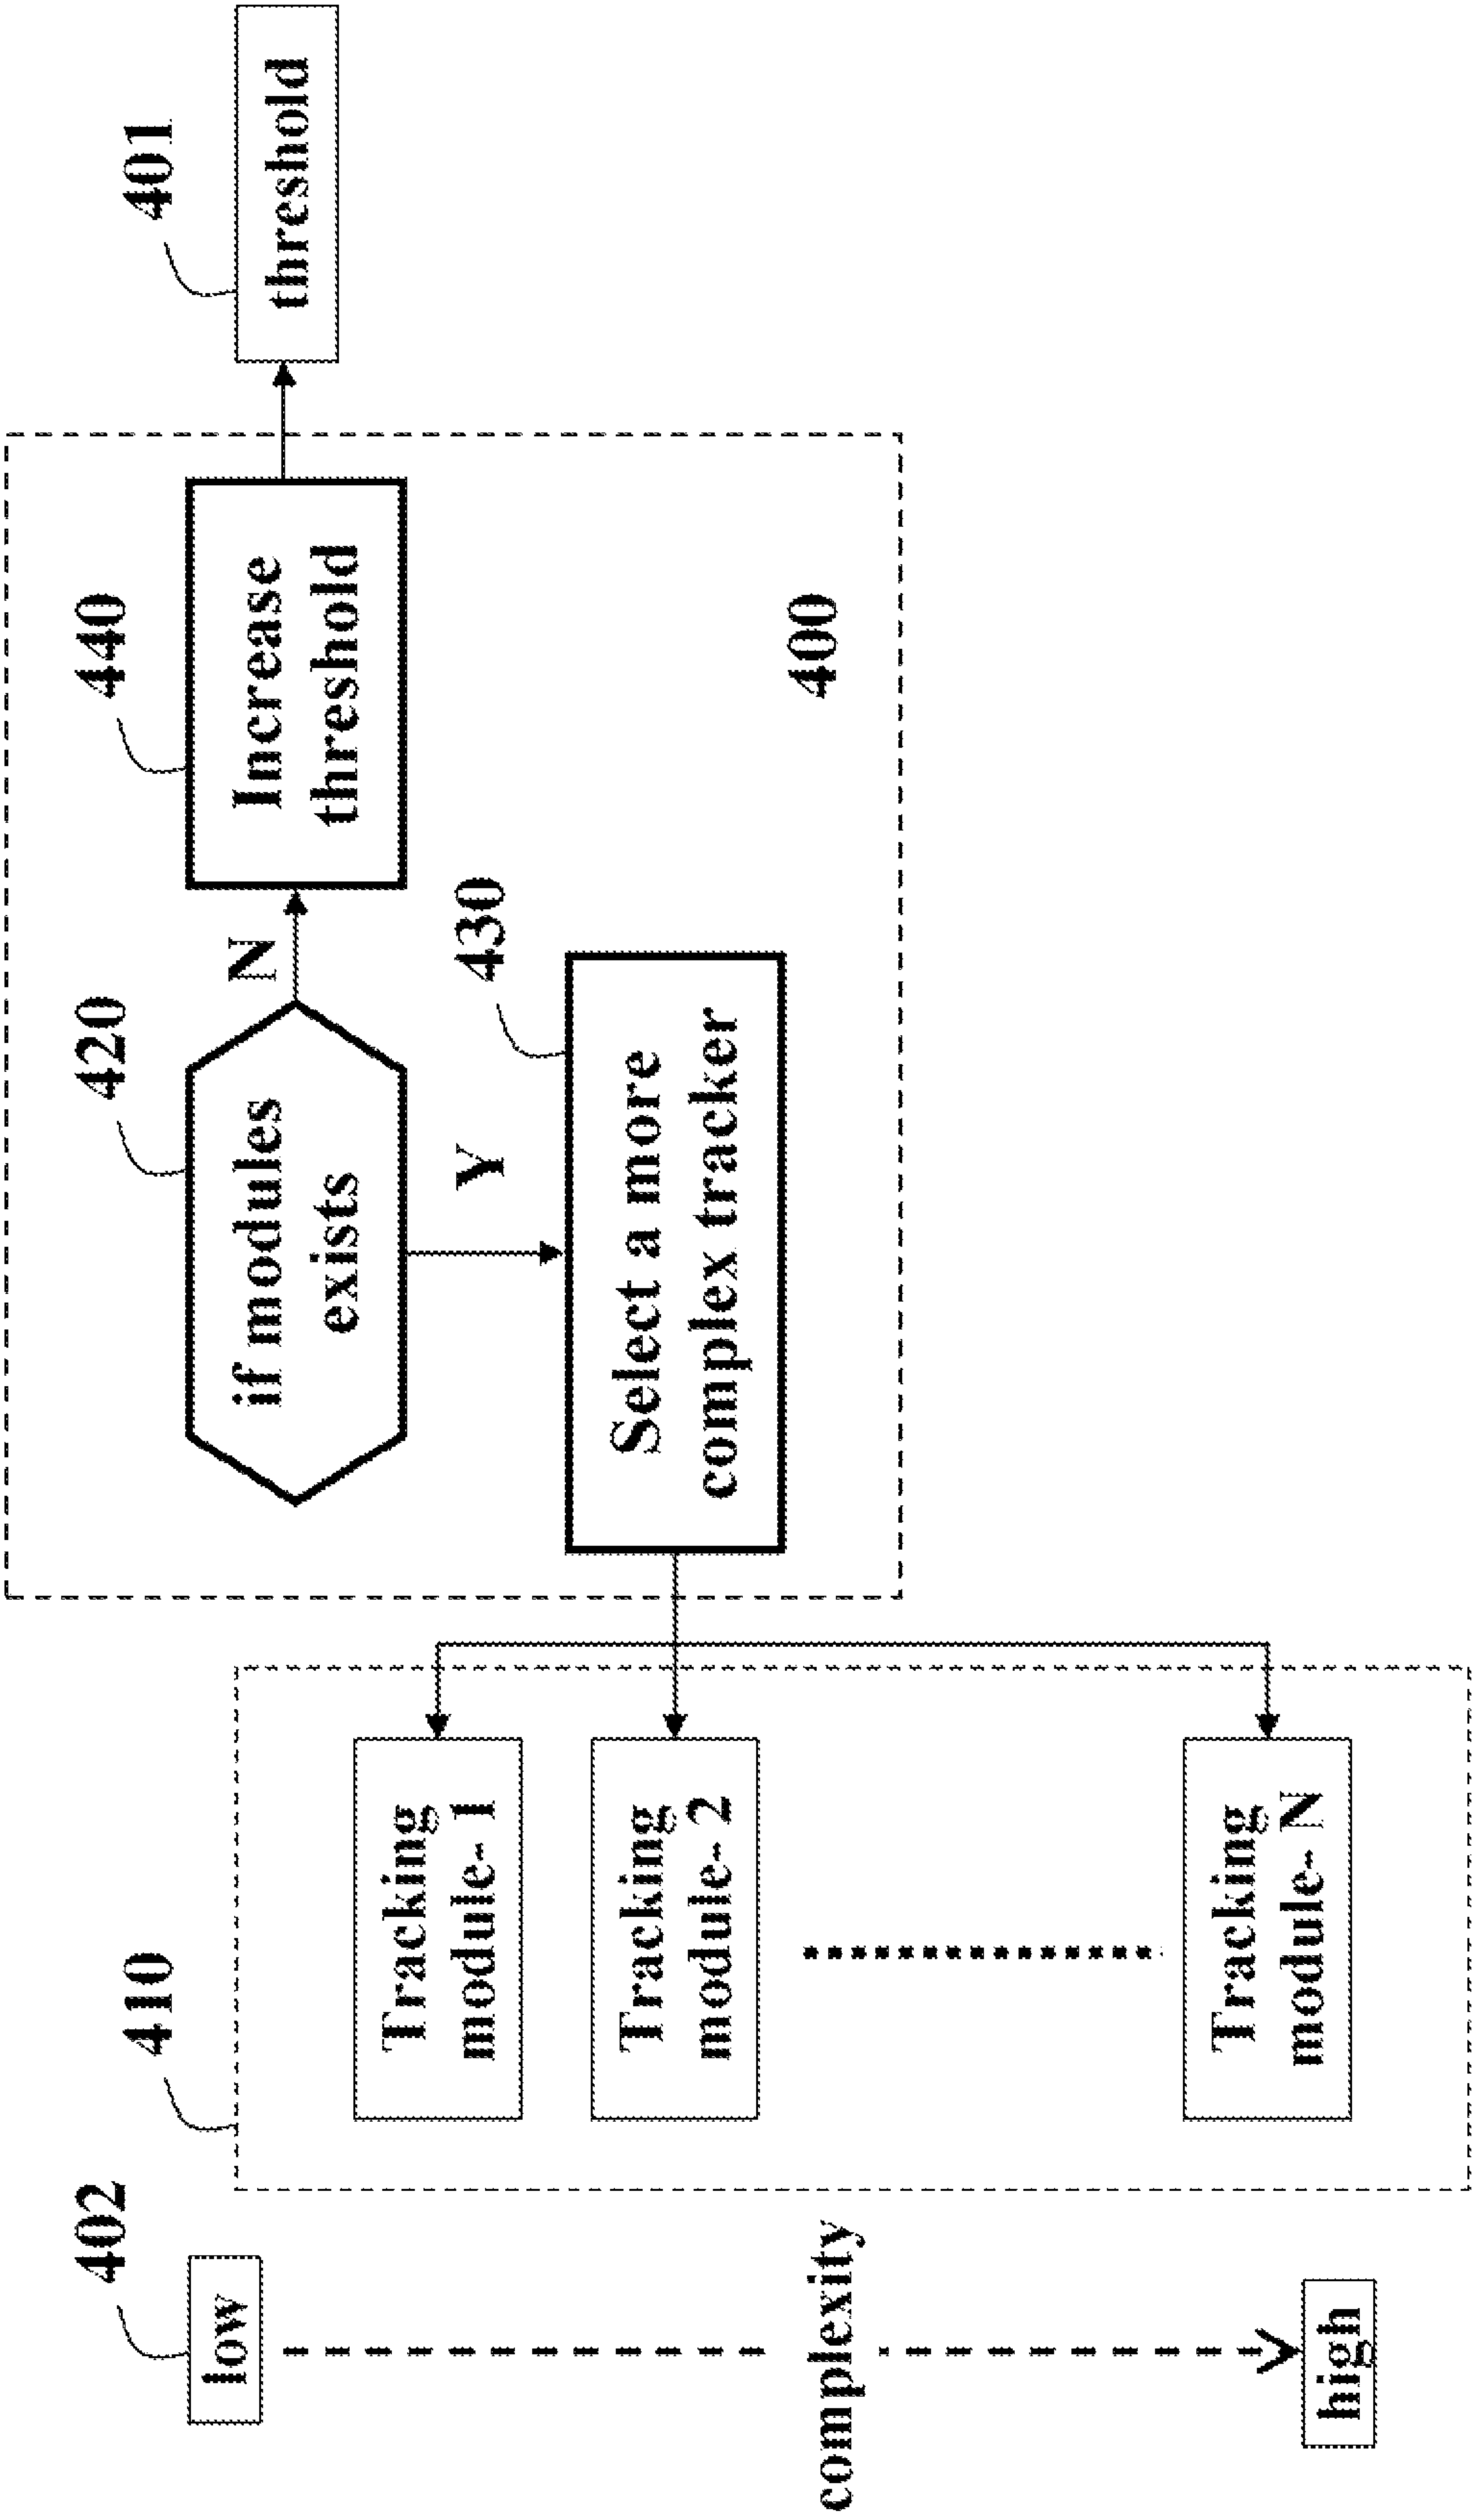 402
low
complexity
high
410
Tracking
module- 1
Tracking
module- 2
Tracking
module- N
420
if modules
exists
N
Y
430
Select a more
complex tracker
440
Increase
threshold
400
401
threshold